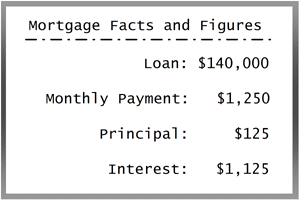 Mortgage Facts and Figures
Loan: $140,000
Monthly Payment: $1,250
Principal: $125
Interest: $1,125